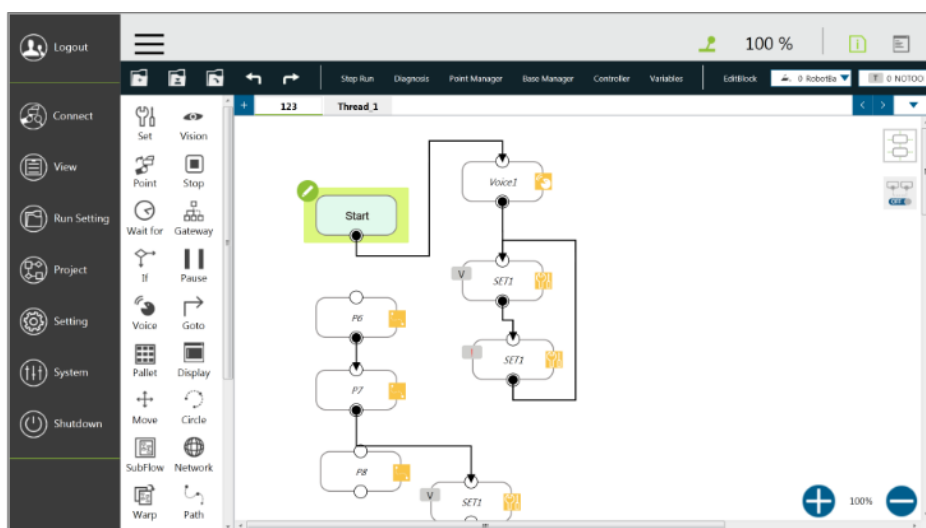 Logout
100 %
i
Step Run Diagnosis Point Manager Base Manager Controller Variables EditBlock 0 RobotBa T 0 NOTOO
Connect
View
Run Setting
Project
Setting
System
Shutdown
Set Vision
Point Stop
Wait for Gateway
If Pause
Voice Goto
Pallet Display
Move Circle
SubFlow Network
Warp Path
+ 123 Thread_1 < >
Start
Voice1
V SET1
SET1
P6
P7
P8
V SET1
OFF
100%